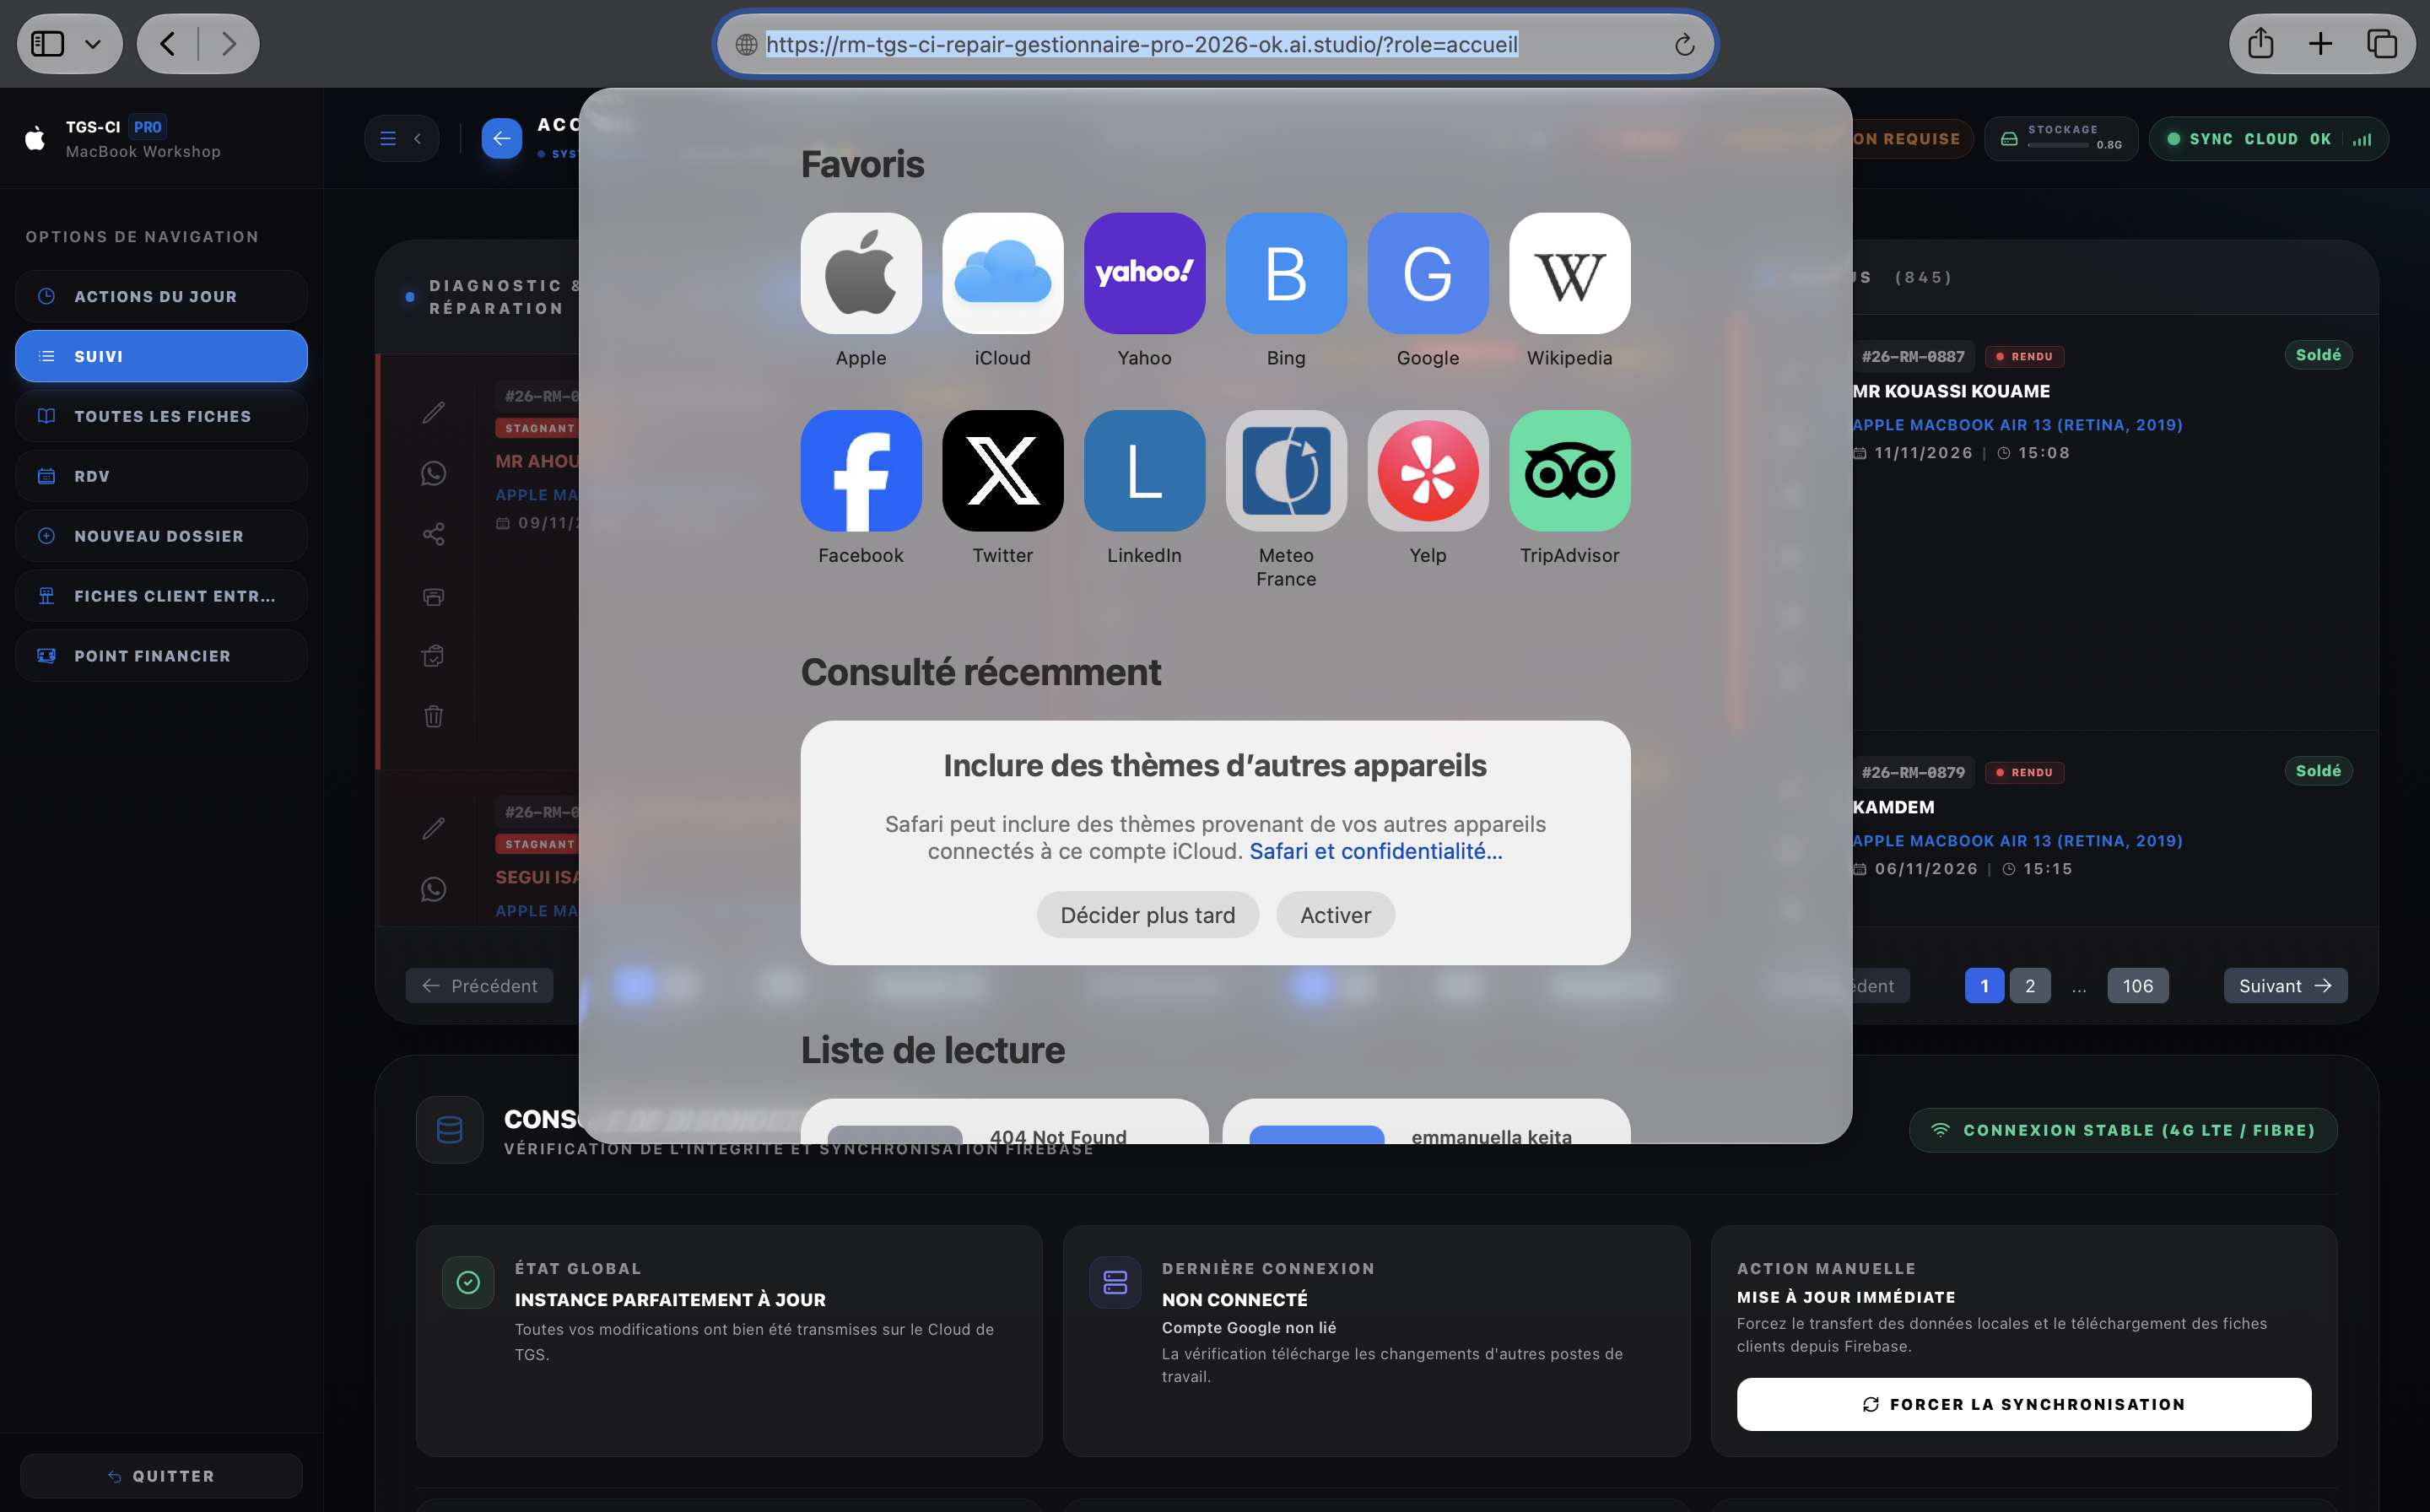 https://rm-tgs-ci-repair-gestionnaire-pro-2026-ok.ai.studio/?role=accueil
TGS-CI PRO
MacBook Workshop
OPTIONS DE NAVIGATION
ACTIONS DU JOUR
SUIVI
TOUTES LES FICHES
RDV
NOUVEAU DOSSIER
FICHES CLIENT ENTR...
POINT FINANCIER
QUITTER
ON REQUISE
STOCKAGE
0.8G
SYNC CLOUD OK
DIAGNOSTIC &
RÉPARATION
#26-RM-0
STAGNANT
MR AHOU
APPLE MA
09/11/2
#26-RM-0
STAGNANT
SEGUI ISA
APPLE MA
← Précédent
Favoris
Apple
iCloud
yahoo!
Yahoo
B
Bing
G
Google
W
Wikipedia
Facebook
Twitter
L
LinkedIn
Meteo
France
Yelp
TripAdvisor
Consulté récemment
Inclure des thèmes d’autres appareils
Safari peut inclure des thèmes provenant de vos autres appareils
connectés à ce compte iCloud. Safari et confidentialité…
Décider plus tard
Activer
Liste de lecture
404 Not Found
emmanuella keita
(845)
#26-RM-0887
RENDU
Soldé
MR KOUASSI KOUAME
APPLE MACBOOK AIR 13 (RETINA, 2019)
11/11/2026 | 15:08
#26-RM-0879
RENDU
Soldé
KAMDEM
APPLE MACBOOK AIR 13 (RETINA, 2019)
06/11/2026 | 15:15
1
2
...
106
Suivant →
VÉRIFICATION DE L'INTÉGRITÉ ET SYNCHRONISATION FIREBASE
CONNEXION STABLE (4G LTE / FIBRE)
ÉTAT GLOBAL
INSTANCE PARFAITEMENT À JOUR
Toutes vos modifications ont bien été transmises sur le Cloud de
TGS.
DERNIÈRE CONNEXION
NON CONNECTÉ
Compte Google non lié
La vérification télécharge les changements d'autres postes de
travail.
ACTION MANUELLE
MISE À JOUR IMMÉDIATE
Forcez le transfert des données locales et le téléchargement des fiches
clients depuis Firebase.
FORCER LA SYNCHRONISATION